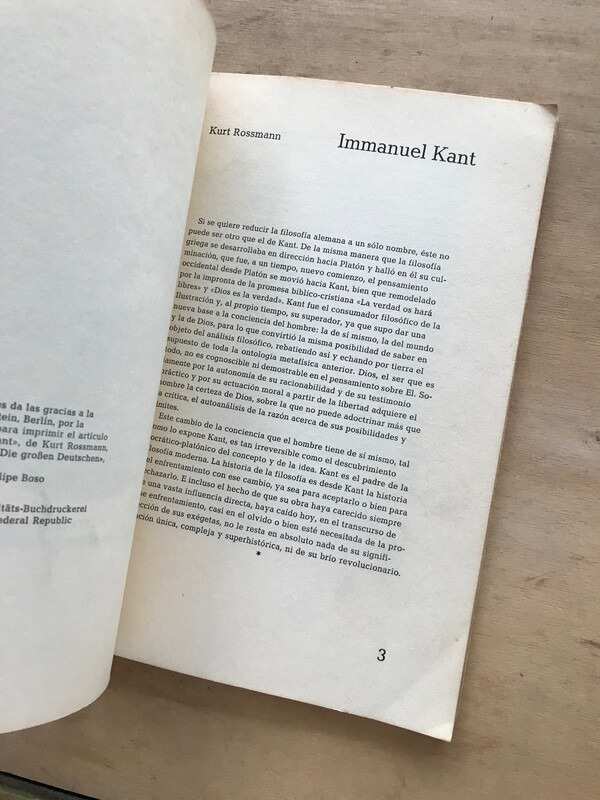 s da las gracias a la
tein, Berlin, por la
para imprimir el artículo
ant», de Kurt Rossmann,
Die großen Deutschen»,
lipe Boso
itäts-Buchdruckerei
ederal Republic
Kurt Rossmann
Immanuel Kant
Si se quiere reducir la filosofía alemana a un sólo nombre, éste no
puede ser otro que el de Kant. De la misma manera que la filosofía
griega se desarrollaba en dirección hacia Platón y halló en él su cul-
minación, que fue, a un tiempo, nuevo comienzo, el pensamiento
occidental desde Platón se movió hacia Kant, bien que remodelado
por la impronta de la promesa bíblico-cristiana «La verdad os hará
libres» y «Dios es la verdad». Kant fue el consumador filosófico de la
Ilustración y, al propio tiempo, su superador, ya que supo dar una
nueva base a la conciencia del hombre: la de sí mismo, la del mundo
y la de Dios, para lo que convirtió la misma posibilidad de saber en
objeto del análisis filosófico, rebatiendo así y echando por tierra el
supuesto de toda la ontología metafísica anterior. Dios, el ser que es
todo, no es cognoscible ni demostrable en el pensamiento sobre El. So-
lamente por la autonomía de su racionabilidad y de su testimonio
práctico y por su actuación moral a partir de la libertad adquiere el
hombre la certeza de Dios, sobre la que no puede adoctrinar más que
la crítica, el autoanálisis de la razón acerca de sus posibilidades y
límites.
Este cambio de la conciencia que el hombre tiene de sí mismo, tal
como lo expone Kant, es tan irreversible como el descubrimiento
socrático-platónico del concepto y de la idea. Kant es el padre de la
filosofía moderna. La historia de la filosofía es desde Kant la historia
del enfrentamiento con ese cambio, ya sea para aceptarlo o bien para
rechazarlo. E incluso el hecho de que su obra haya carecido siempre
de una vasta influencia directa, haya caído hoy, en el transcurso de
ese enfrentamiento, casi en el olvido o bien esté necesitada de la pro-
tección de sus exégetas, no le resta en absoluto nada de su signifi-
cación única, compleja y superhistórica, ni de su brío revolucionario.
*
3